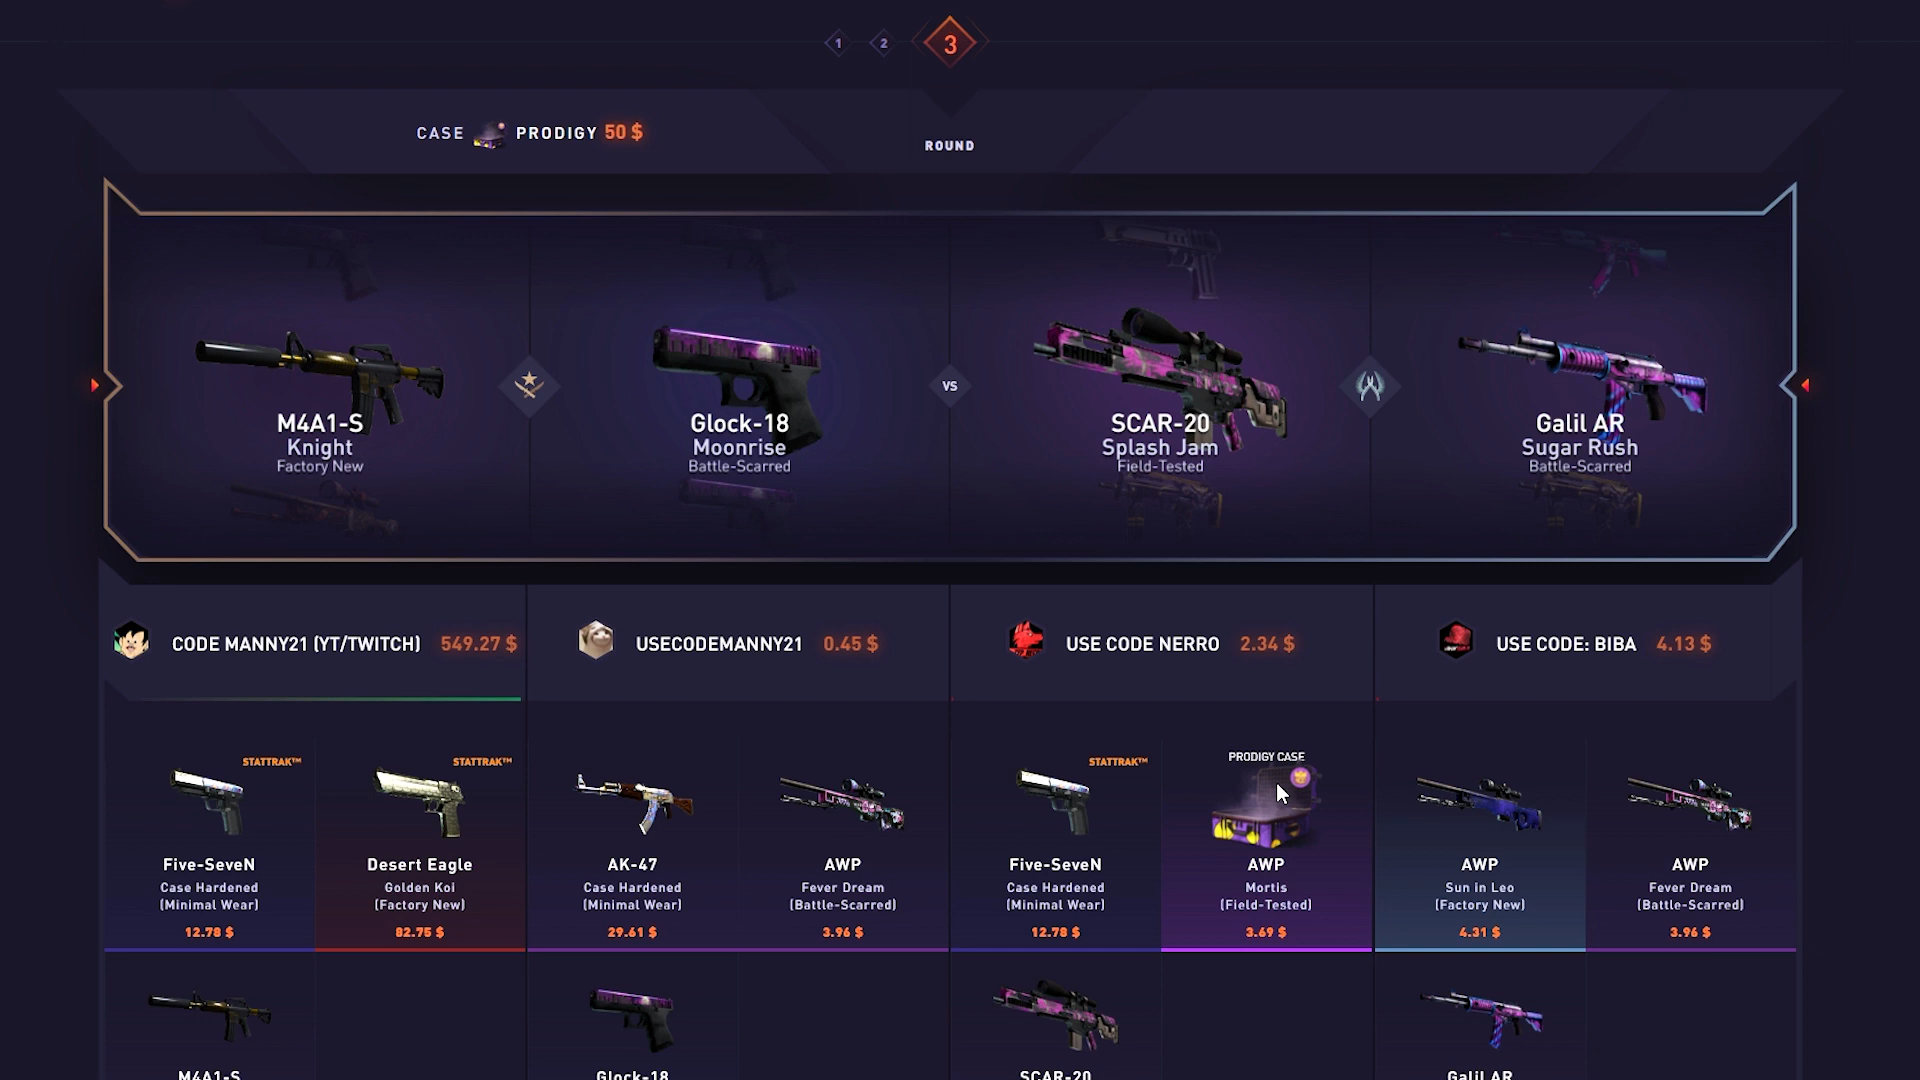 1 2 3
CASE PRODIGY 50 $
ROUND
VS
M4A1-S
Knight
Factory New
Glock-18
Moonrise
Battle-Scarred
SCAR-20
Splash Jam
Field-Tested
Galil AR
Sugar Rush
Battle-Scarred
CODE MANNY21 (YT/TWITCH) 549.27 $
USECODEMANNY21 0.45 $
USE CODE NERRO 2.34 $
USE CODE: BIBA 4.13 $
STATTRAK™
Five-SeveN
Case Hardened
(Minimal Wear)
12.78 $
STATTRAK™
Desert Eagle
Golden Koi
(Factory New)
82.75 $
AK-47
Case Hardened
(Minimal Wear)
29.61 $
AWP
Fever Dream
(Battle-Scarred)
3.96 $
STATTRAK™
Five-SeveN
Case Hardened
(Minimal Wear)
12.78 $
PRODIGY CASE
AWP
Mortis
(Field-Tested)
3.69 $
AWP
Sun in Leo
(Factory New)
4.31 $
AWP
Fever Dream
(Battle-Scarred)
3.96 $
M4A1-S
Glock-18
SCAR-20
Galil AR